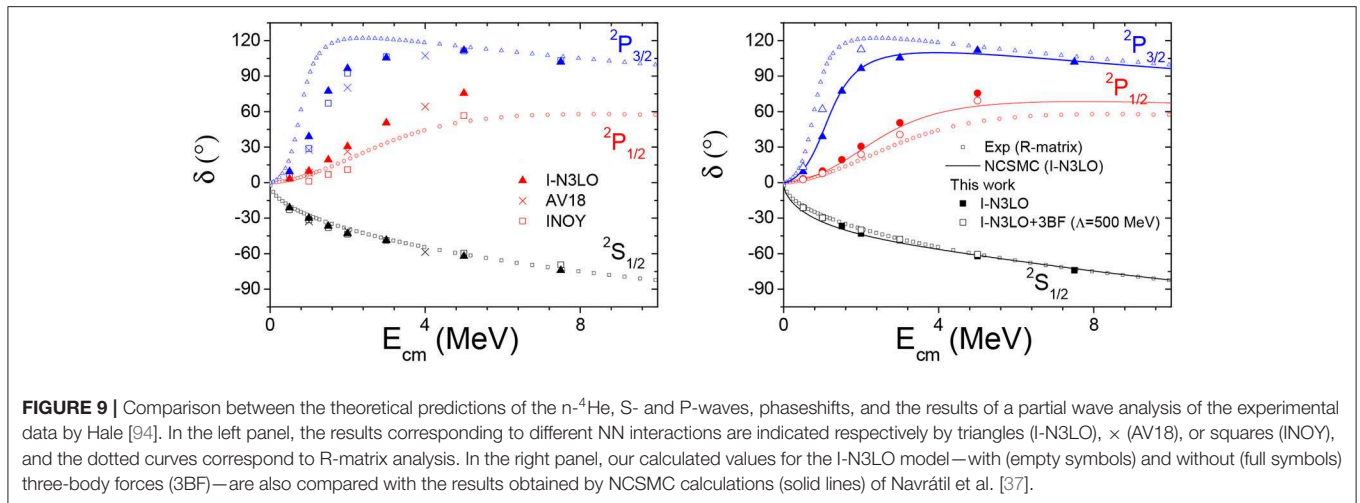 120
90
60
30
0
-30
-60
-90
δ (°)
²P3/2
²P1/2
²S1/2
I-N3LO
AV18
INOY
0
4
8
Ecm (MeV)
120
90
60
30
0
-30
-60
-90
δ (°)
²P3/2
²P1/2
Exp (R-matrix)
NCSMC (I-N3LO)
This work
I-N3LO
I-N3LO+3BF (Λ=500 MeV)
²S1/2
0
4
8
Ecm (MeV)
FIGURE 9 | Comparison between the theoretical predictions of the n-⁴He, S- and P-waves, phaseshifts, and the results of a partial wave analysis of the experimental
data by Hale [94]. In the left panel, the results corresponding to different NN interactions are indicated respectively by triangles (I-N3LO), × (AV18), or squares (INOY),
and the dotted curves correspond to R-matrix analysis. In the right panel, our calculated values for the I-N3LO model—with (empty symbols) and without (full symbols)
three-body forces (3BF)—are also compared with the results obtained by NCSMC calculations (solid lines) of Navrátil et al. [37].